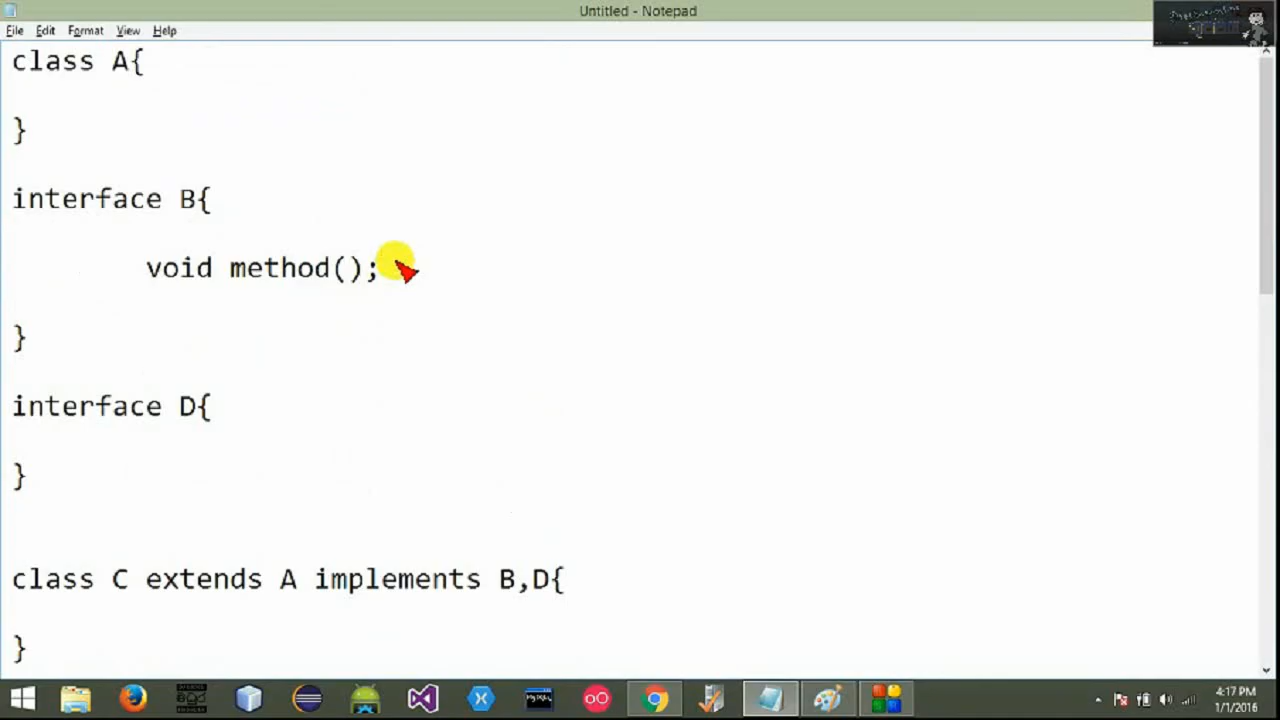 Untitled - Notepad
File Edit Format View Help
class A{
}
interface B{
void method();
}
interface D{
}
class C extends A implements B,D{
}
4:17 PM
1/1/2016